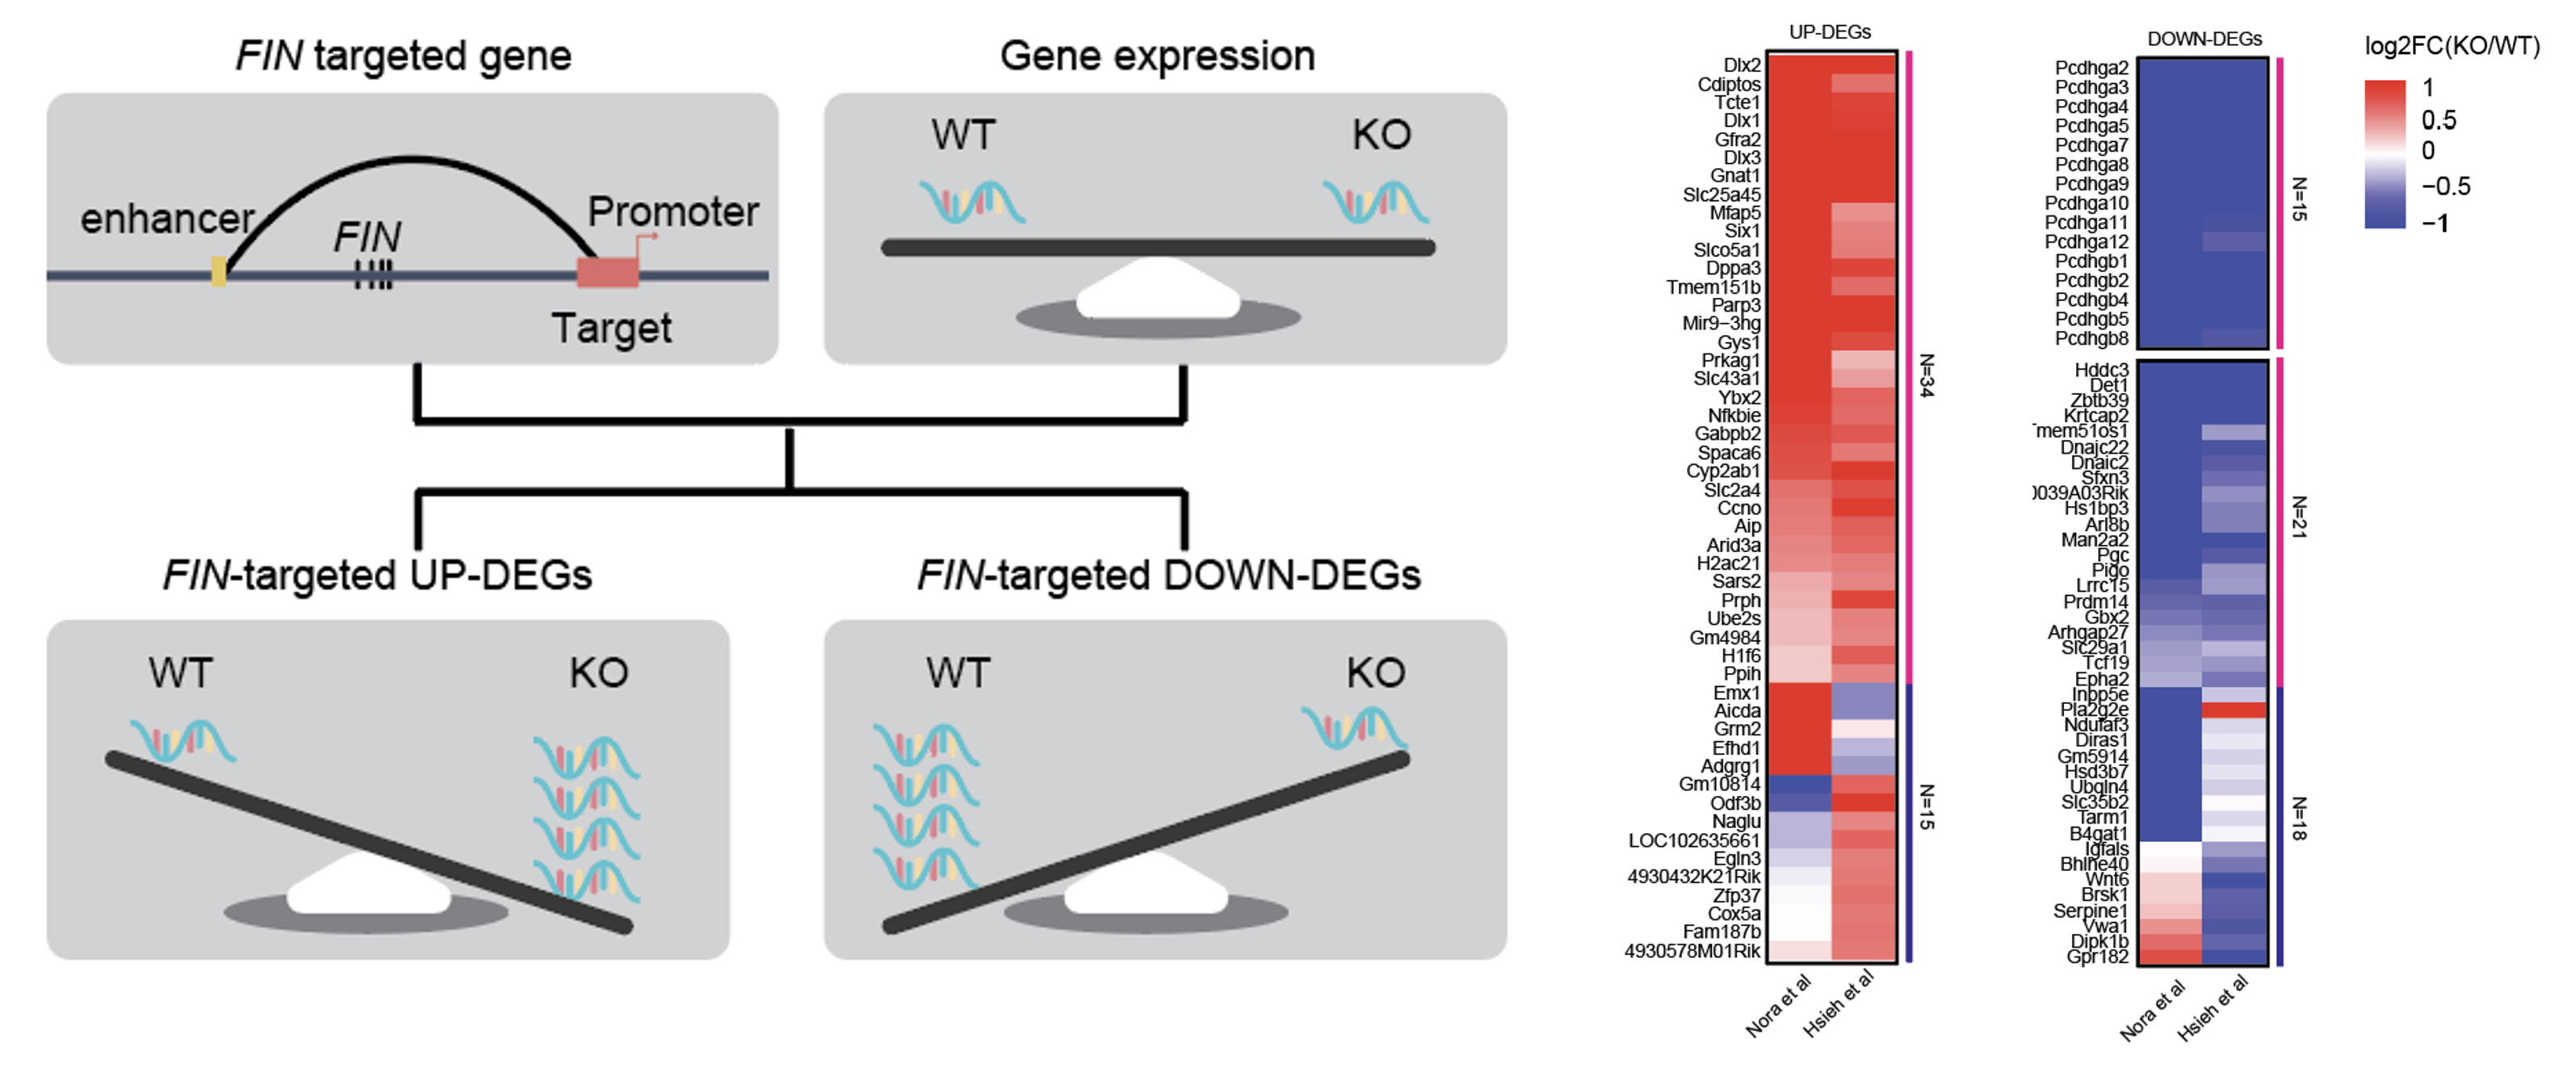 FIN targeted gene
enhancer
FIN
Promoter
Target
Gene expression
WT
KO
FIN-targeted UP-DEGs
WT
KO
FIN-targeted DOWN-DEGs
WT
KO
UP-DEGs
Dlx2
Cdiptos
Tcte1
Dlx1
Gfra2
Dlx3
Gnat1
Slc25a45
Mfap5
Six1
Slco5a1
Dppa3
Tmem151b
Parp3
Mir9−3hg
Gys1
Prkag1
Slc43a1
Ybx2
Nfkbie
Gabpb2
Spaca6
Cyp2ab1
Slc2a4
Ccno
Aip
Arid3a
H2ac21
Sars2
Prph
Ube2s
Gm4984
H1f6
Ppih
Emx1
Aicda
Grm2
Efhd1
Adgrg1
Gm10814
Odf3b
Naglu
LOC102635661
Egln3
4930432K21Rik
Zfp37
Cox5a
Fam187b
4930578M01Rik
N=34
N=15
Nora et al
Hsieh et al
DOWN-DEGs
Pcdhga2
Pcdhga3
Pcdhga4
Pcdhga5
Pcdhga7
Pcdhga8
Pcdhga9
Pcdhga10
Pcdhga11
Pcdhga12
Pcdhgb1
Pcdhgb2
Pcdhgb4
Pcdhgb5
Pcdhgb8
N=15
Hddc3
Det1
Zbtb39
Krtcap2
mem51os1
Dnajc22
Dnaic2
Sfxn3
0039A03Rik
Hs1bp3
Arl8b
Man2a2
Pgc
Pigo
Lrrc15
Prdm14
Gbx2
Arhgap27
Slc29a1
Tcf19
Epha2
Inpp5e
Pla2g2e
Ndufaf3
Diras1
Gm5914
Hsd3b7
Ubqln4
Slc35b2
Tarm1
B4gat1
Igfals
Bhlhe40
Wnt6
Brsk1
Serpine1
Vwa1
Dipk1b
Gpr182
N=21
N=18
Nora et al
Hsieh et al
log2FC(KO/WT)
1
0.5
0
−0.5
−1